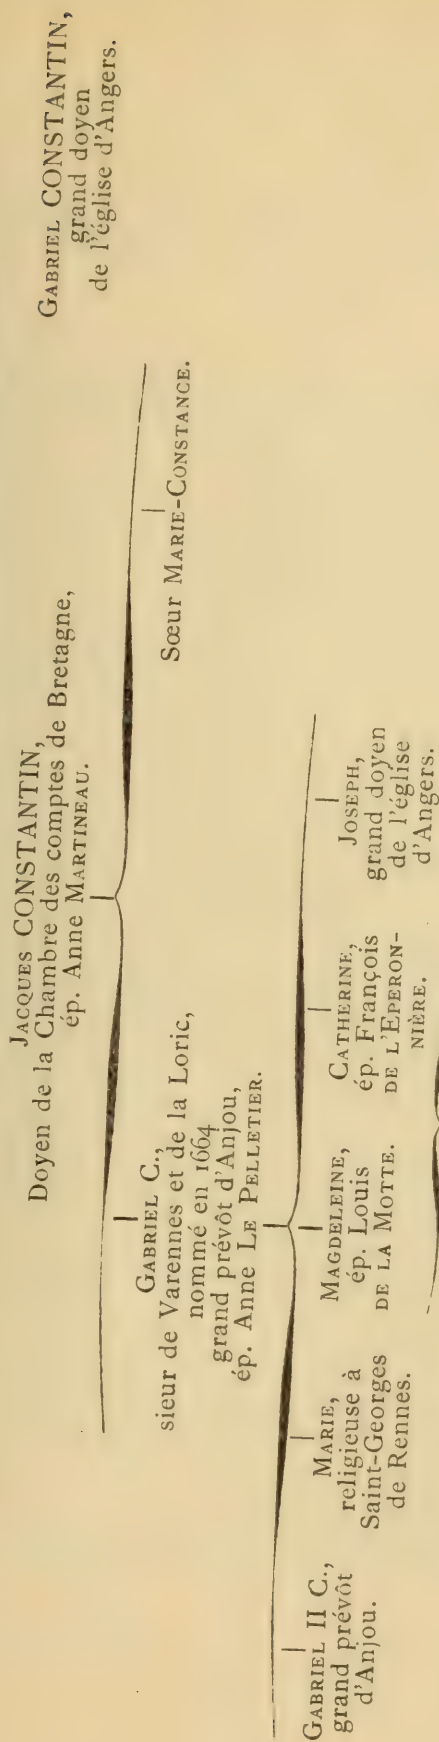 JACQUES CONSTANTIN,
Doyen de la Chambre des comptes de Bretagne,
ép. Anne MARTINEAU.
GABRIEL CONSTANTIN,
grand doyen
de l'église d'Angers.
GABRIEL C.,
sieur de Varennes et de la Loric,
nommé en 1664
grand prévôt d'Anjou,
ép. Anne LE PELLETIER.
Sœur MARIE-CONSTANCE.
GABRIEL II C.,
grand prévôt
d'Anjou.
MARIE,
religieuse à
Saint-Georges
de Rennes.
MAGDELEINE,
ép. Louis
DE LA MOTTE.
CATHERINE,
ép. François
DE L'EPERON-
NIÈRE.
JOSEPH,
grand doyen
de l'église
d'Angers.